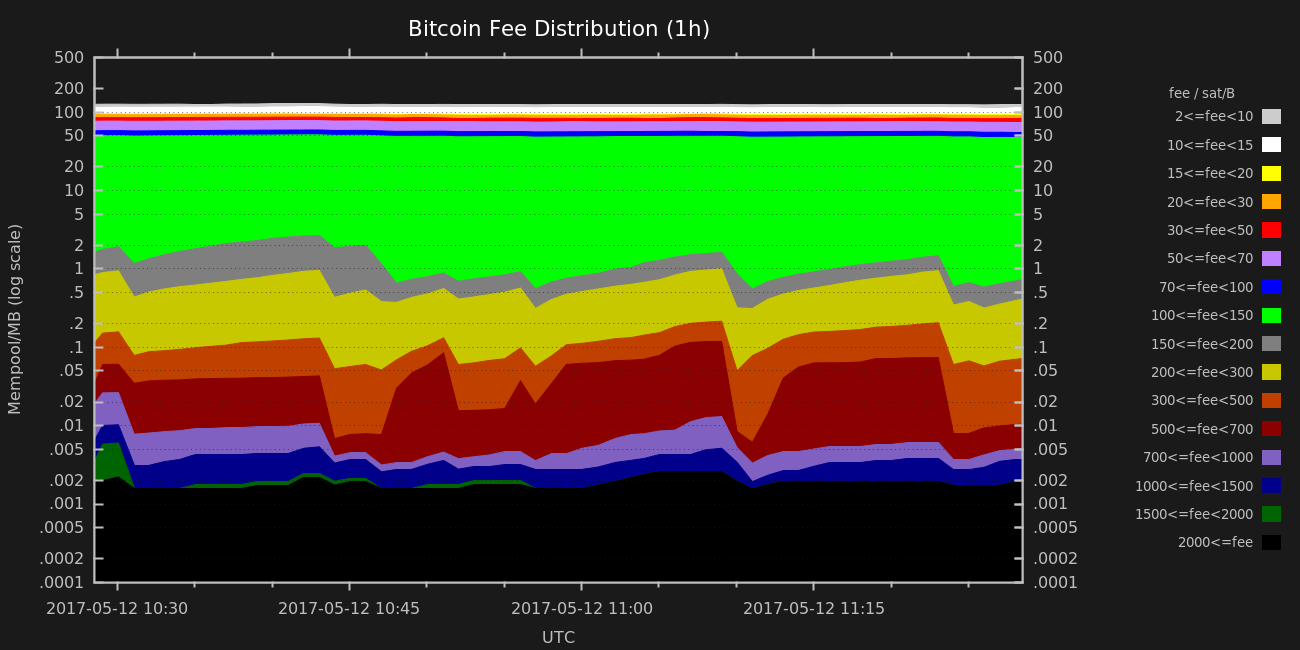 Bitcoin Fee Distribution (1h)
500
200
100
50
20
10
5
2
1
.5
.2
.1
.05
.02
.01
.005
.002
.001
.0005
.0002
.0001
Mempool/MB (log scale)
500
200
100
50
20
10
5
2
1
.5
.2
.1
.05
.02
.01
.005
.002
.001
.0005
.0002
.0001
2017-05-12 10:30
2017-05-12 10:45
2017-05-12 11:00
2017-05-12 11:15
UTC
fee / sat/B
2<=fee<10
10<=fee<15
15<=fee<20
20<=fee<30
30<=fee<50
50<=fee<70
70<=fee<100
100<=fee<150
150<=fee<200
200<=fee<300
300<=fee<500
500<=fee<700
700<=fee<1000
1000<=fee<1500
1500<=fee<2000
2000<=fee